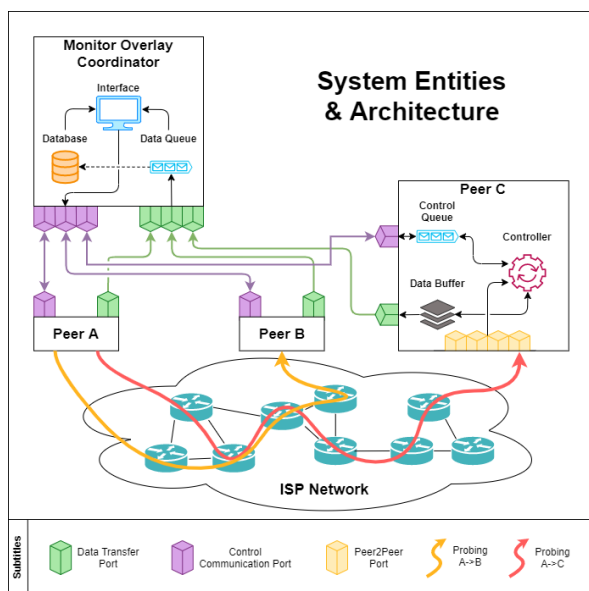 Monitor Overlay
Coordinator
System Entities
& Architecture
Interface
Database
Data Queue
Peer C
Control
Queue
Controller
Data Buffer
Peer A
Peer B
ISP Network
Subtitles
Data Transfer
Port
Control
Communication Port
Peer2Peer
Port
Probing
A->B
Probing
A->C